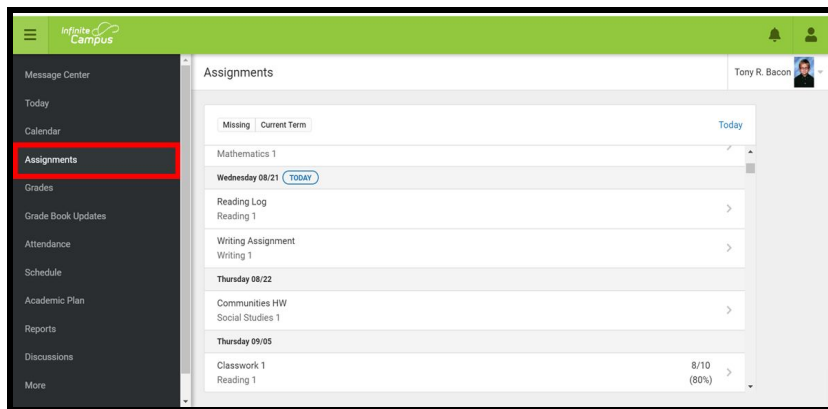 Infinite
Campus
Message Center
Today
Calendar
Assignments
Grades
Grade Book Updates
Attendance
Schedule
Academic Plan
Reports
Discussions
More
Assignments
Tony R. Bacon
Missing Current Term
Today
Mathematics 1
Wednesday 08/21 TODAY
Reading Log
Reading 1
Writing Assignment
Writing 1
Thursday 08/22
Communities HW
Social Studies 1
Thursday 09/05
Classwork 1 8/10
Reading 1 (80%)